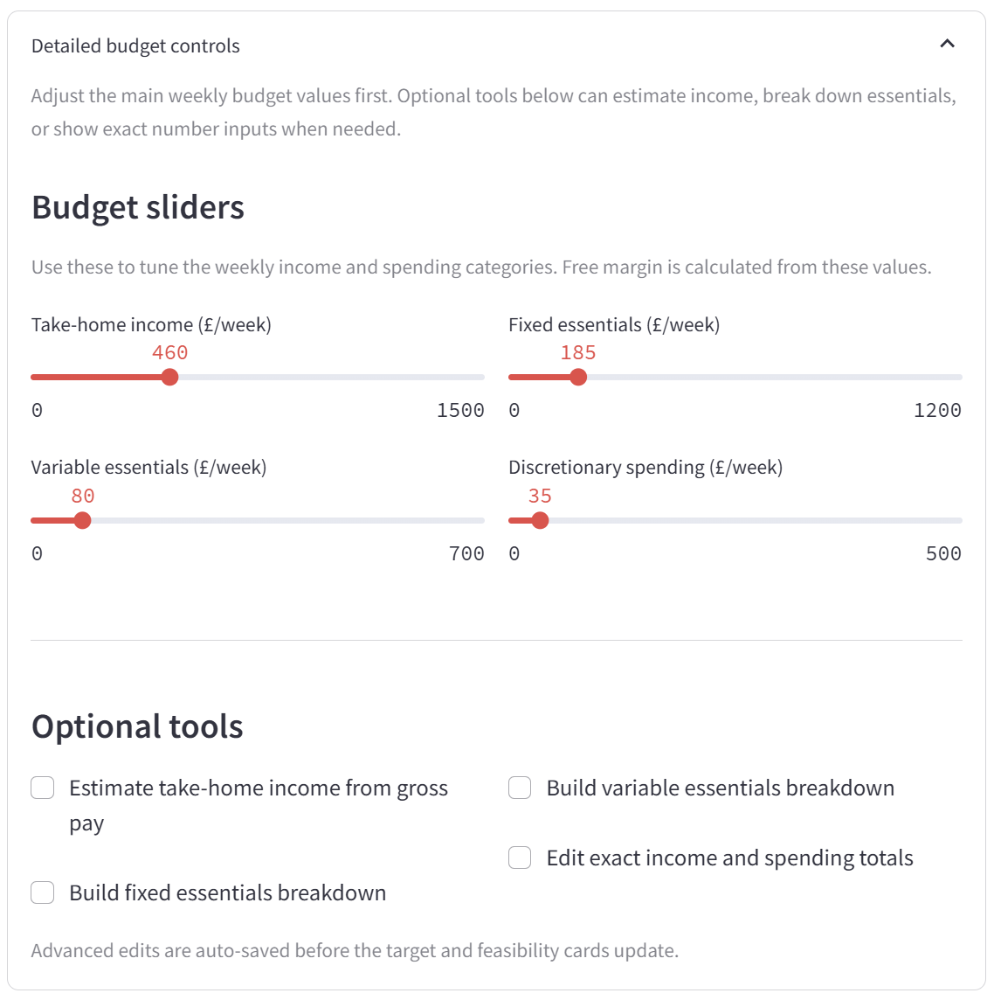 Detailed budget controls
Adjust the main weekly budget values first. Optional tools below can estimate income, break down essentials,
or show exact number inputs when needed.
Budget sliders
Use these to tune the weekly income and spending categories. Free margin is calculated from these values.
Take-home income (£/week)
460
0
1500
Fixed essentials (£/week)
185
0
1200
Variable essentials (£/week)
80
0
700
Discretionary spending (£/week)
35
0
500
Optional tools
Estimate take-home income from gross
pay
Build fixed essentials breakdown
Build variable essentials breakdown
Edit exact income and spending totals
Advanced edits are auto-saved before the target and feasibility cards update.